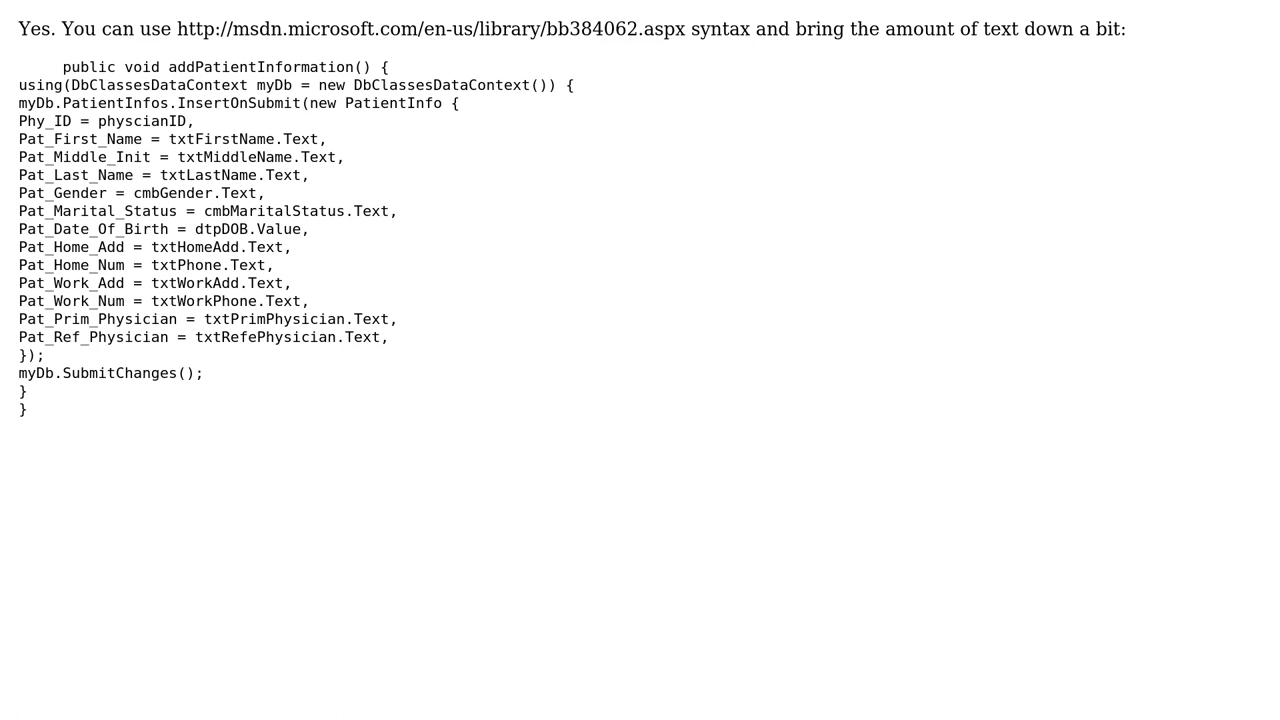 Yes. You can use http://msdn.microsoft.com/en-us/library/bb384062.aspx syntax and bring the amount of text down a bit:
public void addPatientInformation() {
using(DbClassesDataContext myDb = new DbClassesDataContext()) {
myDb.PatientInfos.InsertOnSubmit(new PatientInfo {
Phy_ID = physcianID,
Pat_First_Name = txtFirstName.Text,
Pat_Middle_Init = txtMiddleName.Text,
Pat_Last_Name = txtLastName.Text,
Pat_Gender = cmbGender.Text,
Pat_Marital_Status = cmbMaritalStatus.Text,
Pat_Date_Of_Birth = dtpDOB.Value,
Pat_Home_Add = txtHomeAdd.Text,
Pat_Home_Num = txtPhone.Text,
Pat_Work_Add = txtWorkAdd.Text,
Pat_Work_Num = txtWorkPhone.Text,
Pat_Prim_Physician = txtPrimPhysician.Text,
Pat_Ref_Physician = txtRefePhysician.Text,
});
myDb.SubmitChanges();
}
}